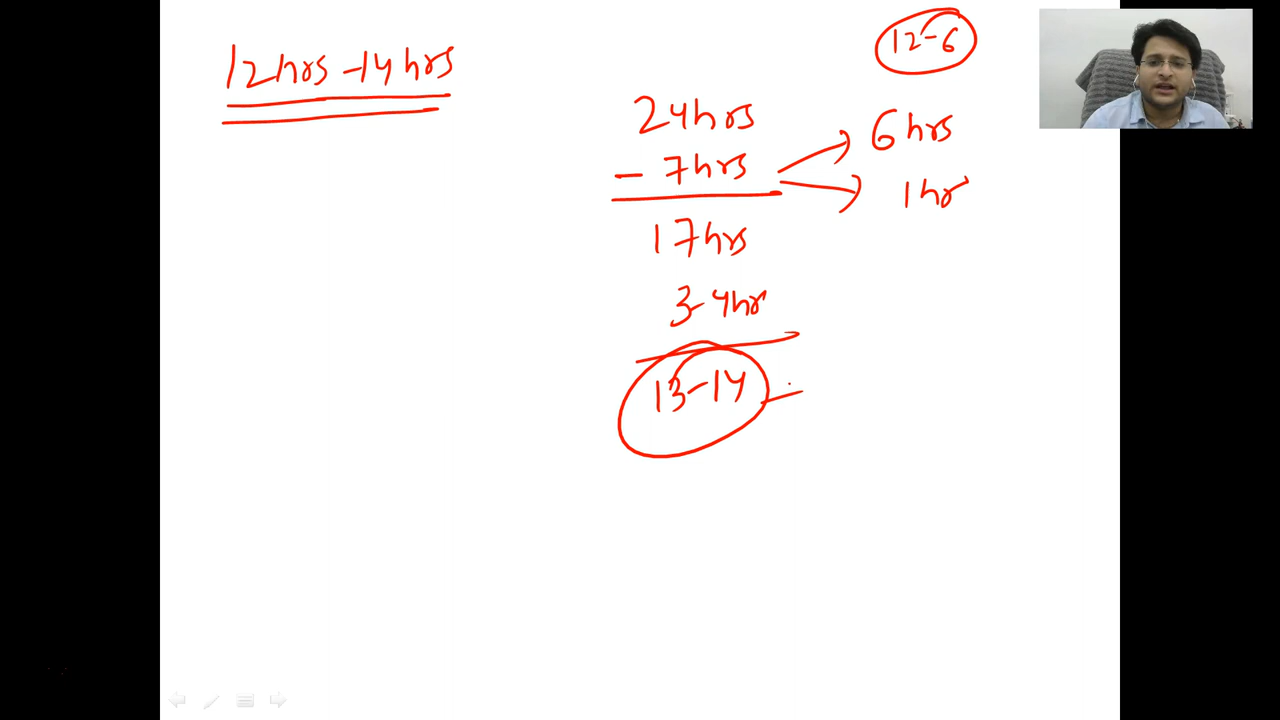 12hrs - 14hrs
12-6
24hrs
- 7hrs
6hrs
1hr
17hrs
3-4hr
13-14